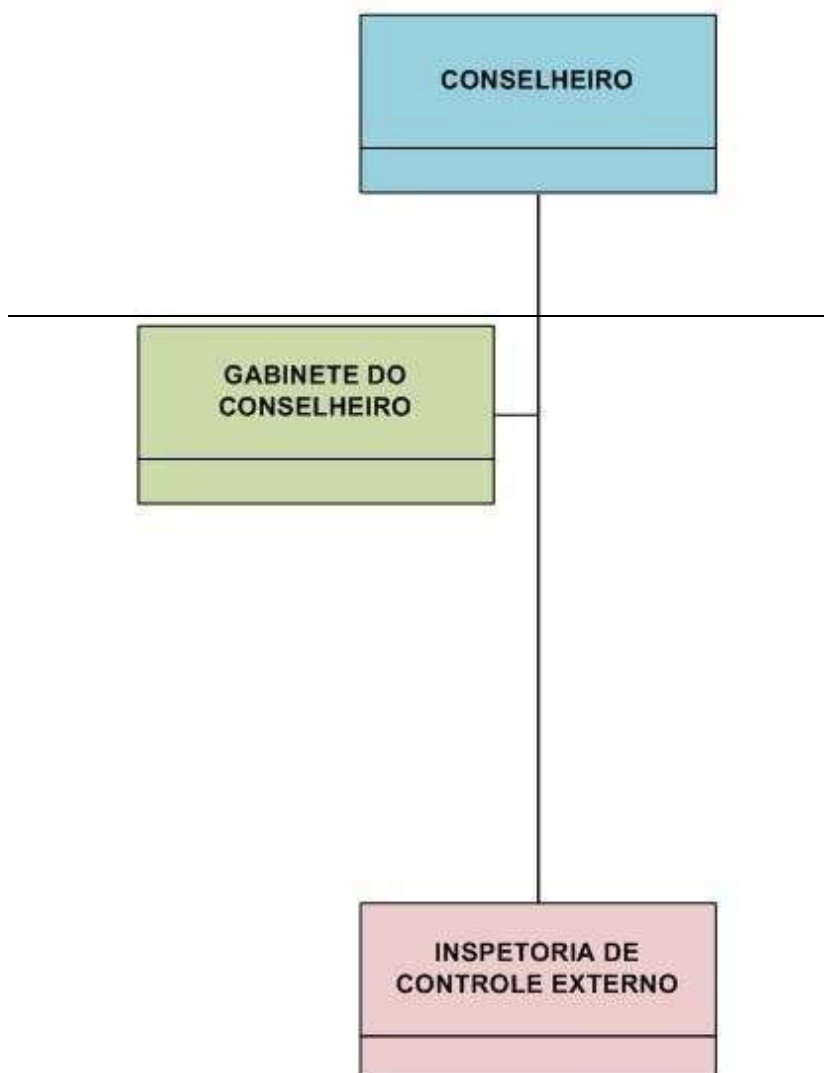 CONSELHEIRO
GABINETE DO
CONSELHEIRO
INSPETORIA DE
CONTROLE EXTERNO